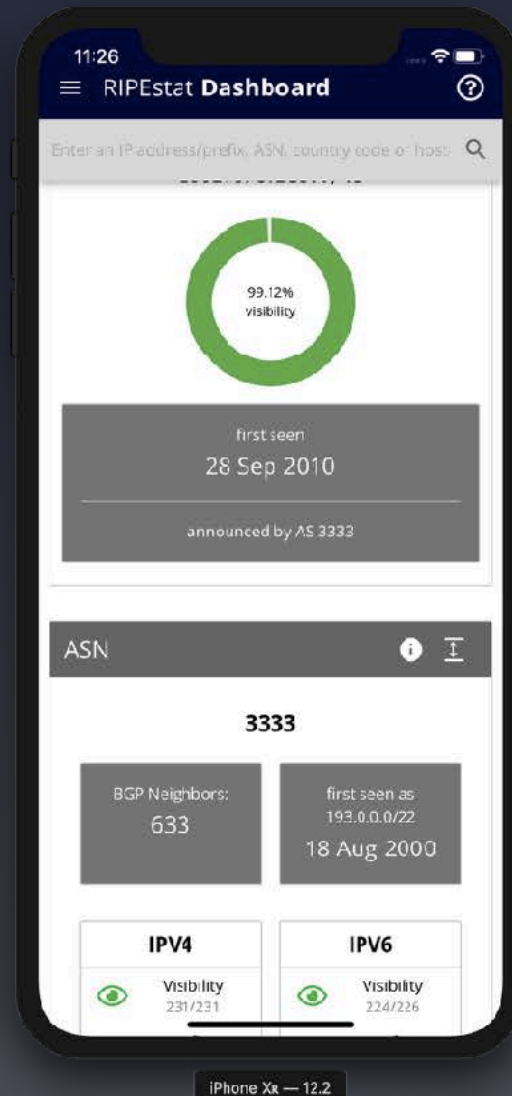 11:26
RIPEstat Dashboard
Enter an IP address/prefix, ASN, country code or host
99.12%
visibility
first seen
28 Sep 2010
announced by AS 3333
ASN
3333
BGP Neighbors:
633
first seen as
193.0.0.0/22
18 Aug 2000
IPV4
IPV6
Visibility
231/231
Visibility
224/226
iPhone XR — 12.2